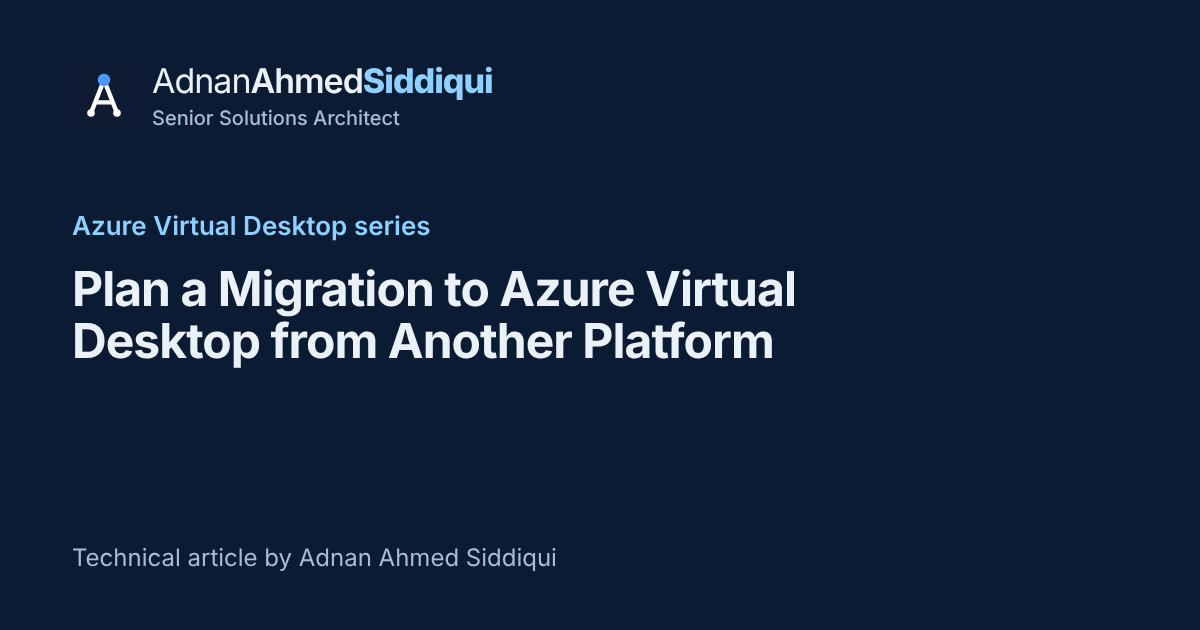 AdnanAhmedSiddiqui
Senior Solutions Architect
Azure Virtual Desktop series
Plan a Migration to Azure Virtual
Desktop from Another Platform
Technical article by Adnan Ahmed Siddiqui